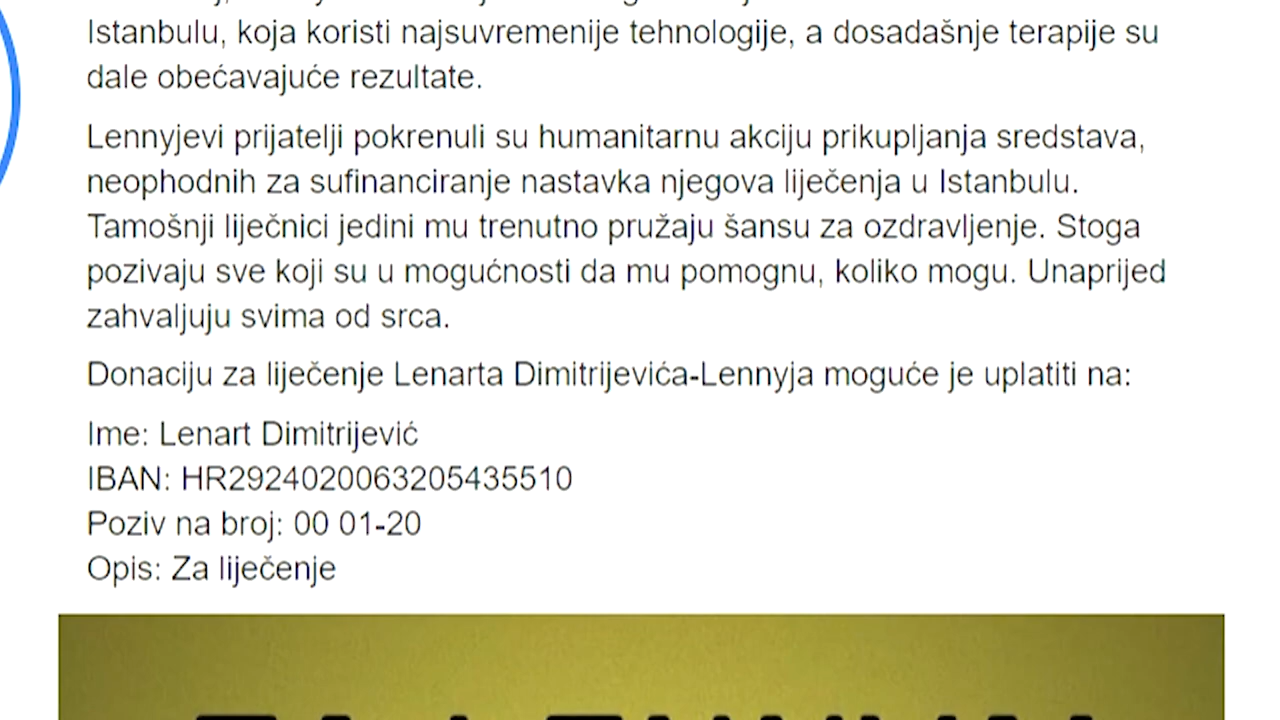 Istanbulu, koja koristi najsuvremenije tehnologije, a dosadašnje terapije su
dale obećavajuće rezultate.
Lennyjevi prijatelji pokrenuli su humanitarnu akciju prikupljanja sredstava,
neophodnih za sufinanciranje nastavka njegova liječenja u Istanbulu.
Tamošnji liječnici jedini mu trenutno pružaju šansu za ozdravljenje. Stoga
pozivaju sve koji su u mogućnosti da mu pomognu, koliko mogu. Unaprijed
zahvaljuju svima od srca.
Donaciju za liječenje Lenarta Dimitrijevića-Lennyja moguće je uplatiti na:
Ime: Lenart Dimitrijević
IBAN: HR2924020063205435510
Poziv na broj: 00 01-20
Opis: Za liječenje